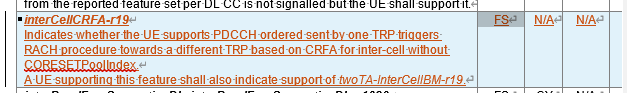 from the reported feature set per DL CC is not signalled but the UE shall support it.
interCellCRFA-r19 FS N/A N/A
Indicates whether the UE supports PDCCH ordered sent by one TRP triggers
RACH procedure towards a different TRP based on CRFA for inter-cell without
CORESETPoolIndex.
A UE supporting this feature shall also indicate support of twoTA-InterCellBM-r19.